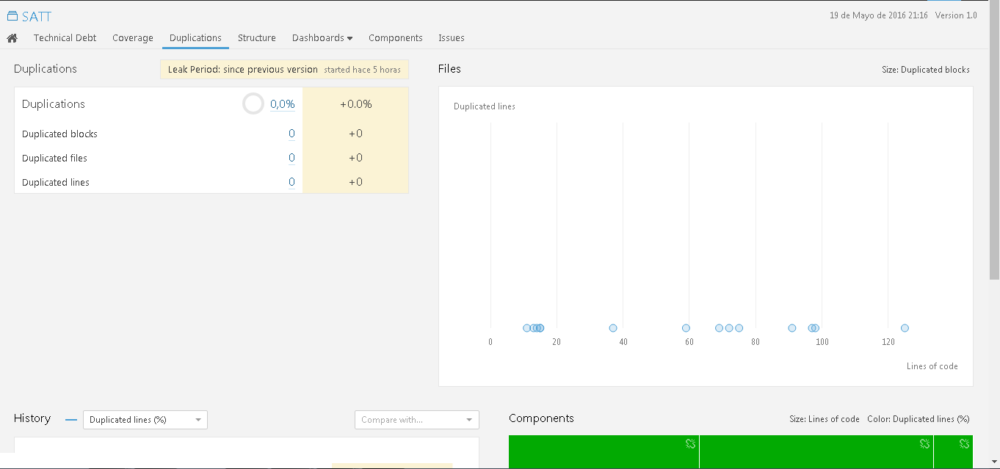 SATT
19 de Mayo de 2016 21:16 Version 1.0
Technical Debt Coverage Duplications Structure Dashboards Components Issues
Duplications
Leak Period: since previous version started hace 5 horas
Duplications 0,0% +0.0%
Duplicated blocks 0 +0
Duplicated files 0 +0
Duplicated lines 0 +0
Files
Size: Duplicated blocks
Duplicated lines
0 20 40 60 80 100 120
Lines of code
History
Duplicated lines (%)
Compare with...
Components
Size: Lines of code Color: Duplicated lines (%)